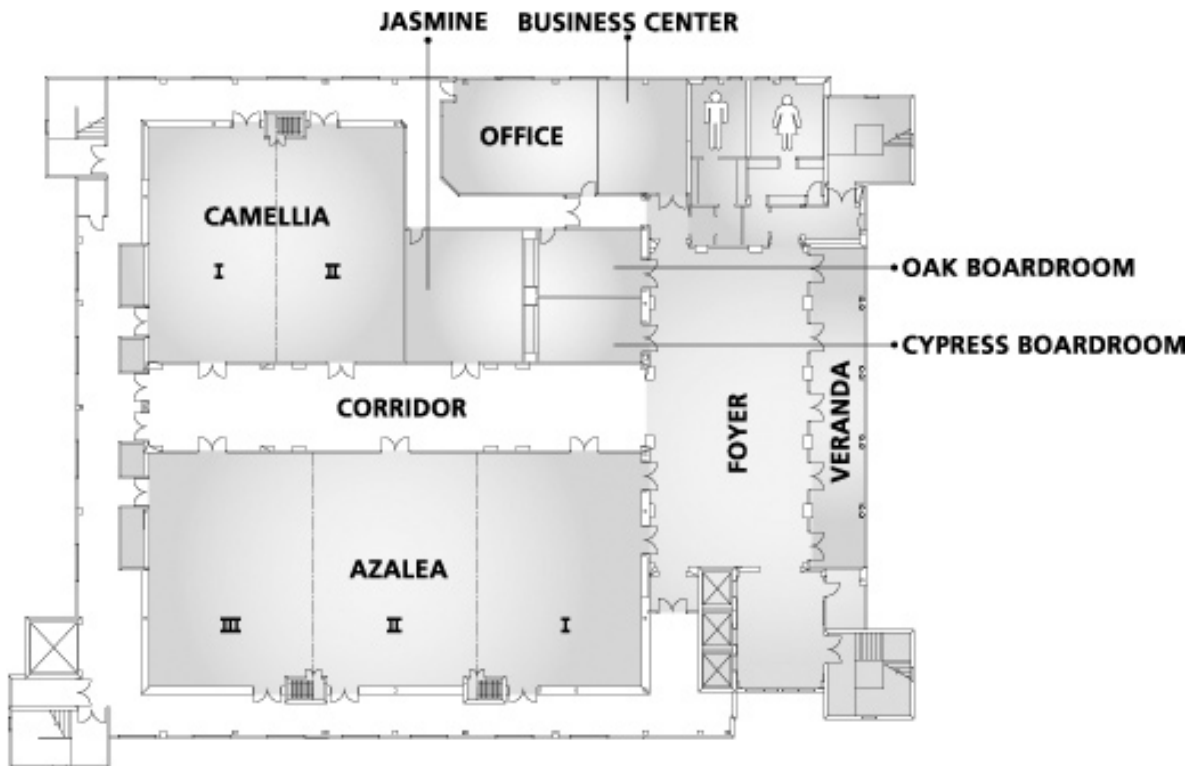 JASMINE
BUSINESS CENTER
OFFICE
CAMELLIA
I
II
OAK BOARDROOM
CYPRESS BOARDROOM
CORRIDOR
FOYER
VERANDA
AZALEA
III
II
I